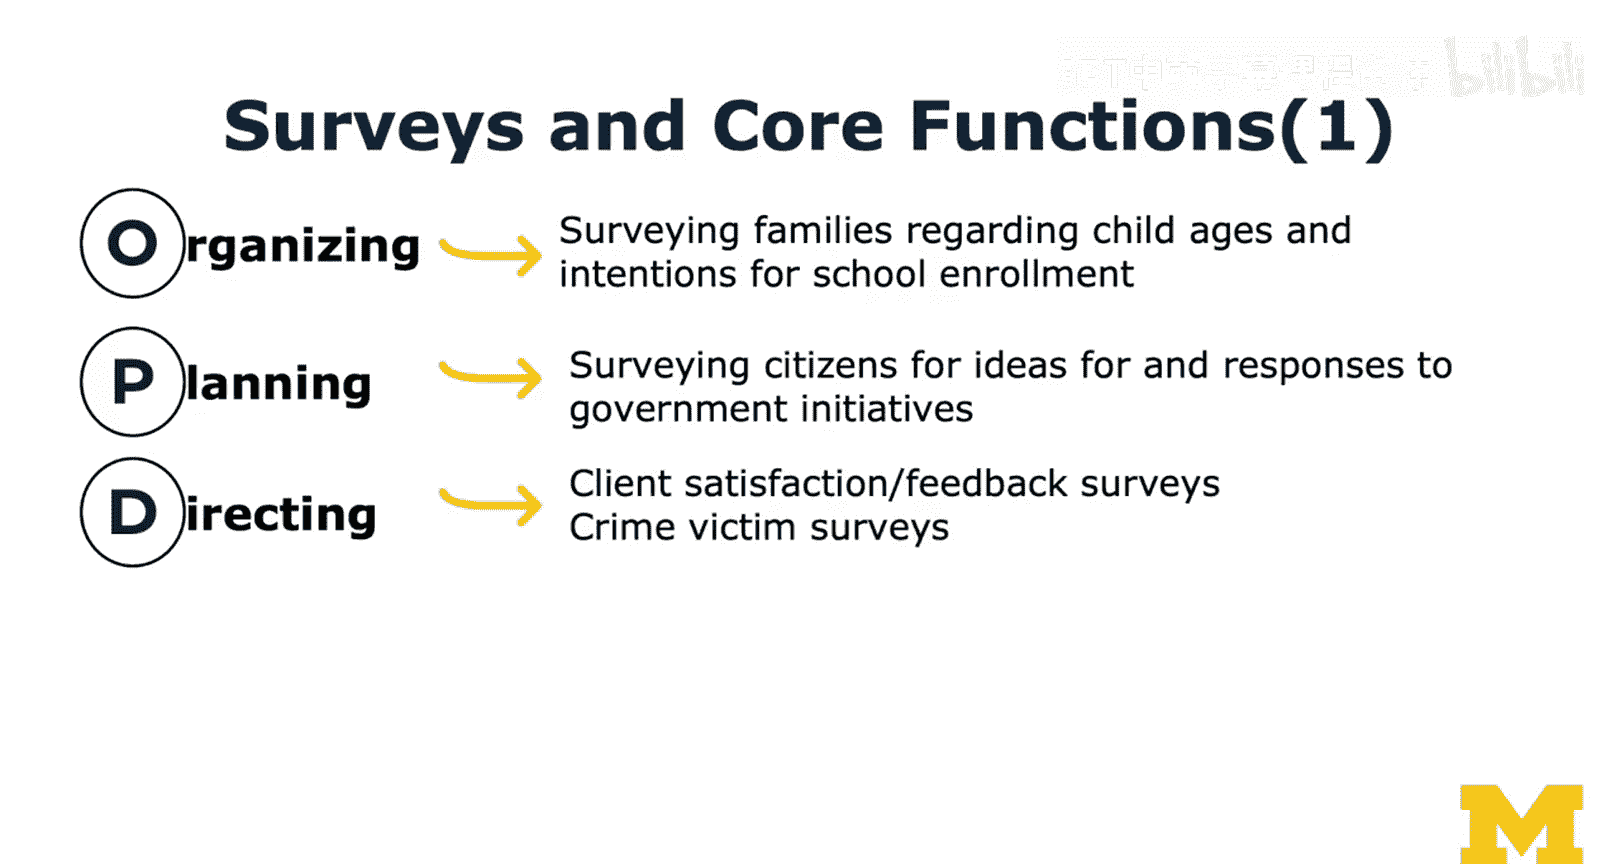 bilibili
Surveys and Core Functions(1)
Organizing
Surveying families regarding child ages and
intentions for school enrollment
Planning
Surveying citizens for ideas for and responses to
government initiatives
Directing
Client satisfaction/feedback surveys
Crime victim surveys
M